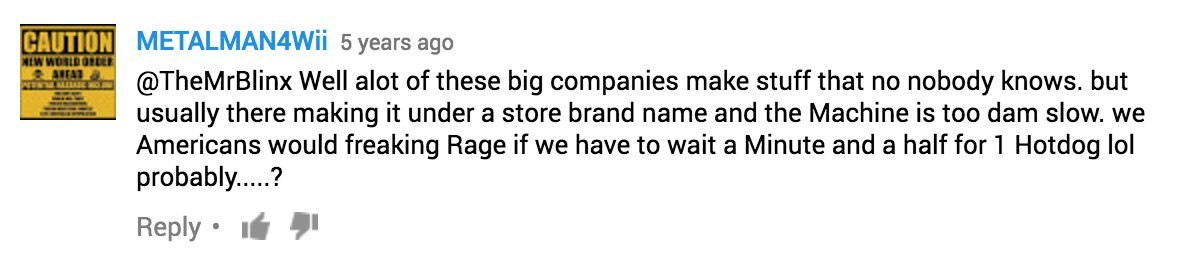 CAUTION
NEW WORLD ORDER
AHEAD
METALMAN4Wii 5 years ago
@TheMrBlinx Well alot of these big companies make stuff that no nobody knows. but
usually there making it under a store brand name and the Machine is too dam slow. we
Americans would freaking Rage if we have to wait a Minute and a half for 1 Hotdog lol
probably.....?
Reply •